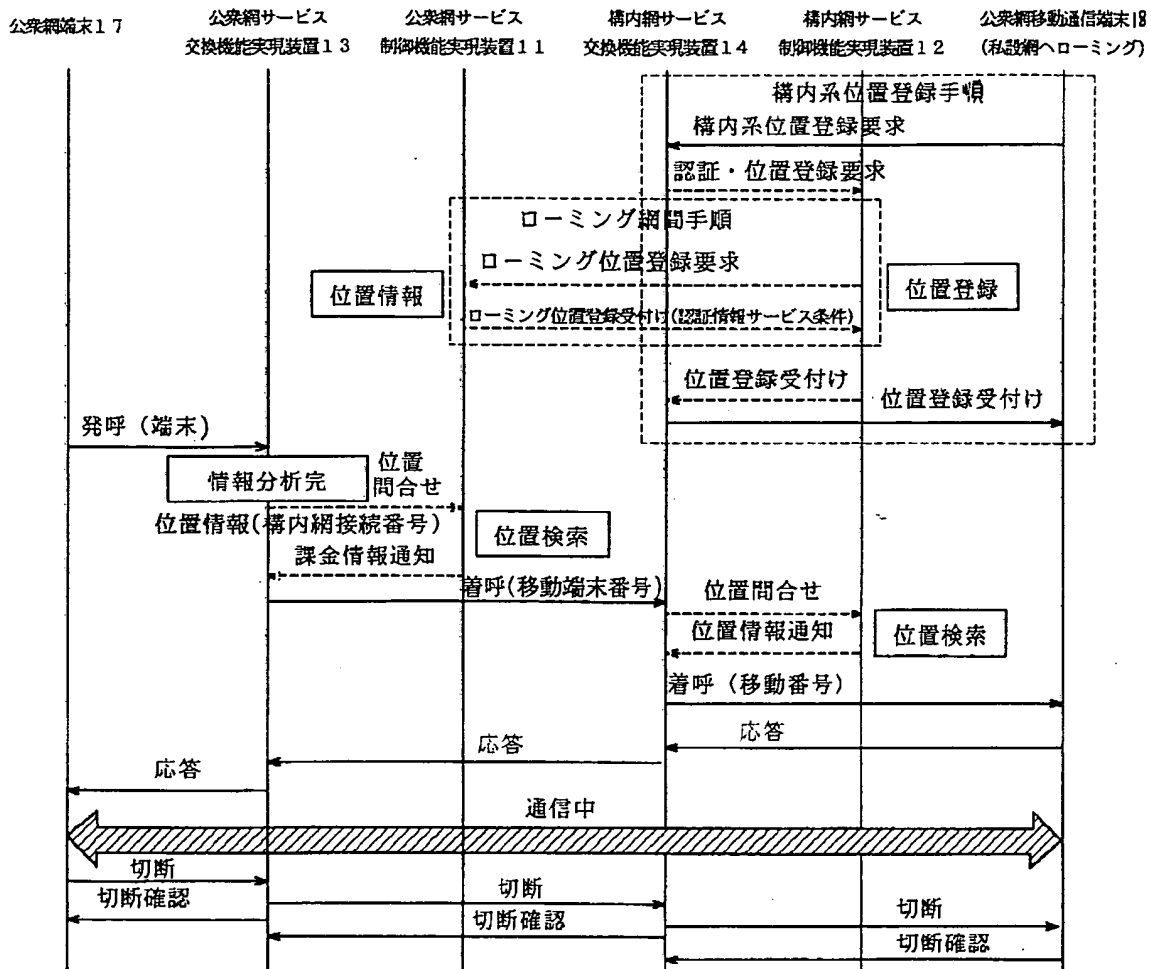 公衆網端末17
公衆網サービス
交換機能実現装置13
公衆網サービス
制御機能実現装置11
構内網サービス
交換機能実現装置14
構内網サービス
制御機能実現装置12
公衆網移動通信端末18
(私設網へローミング)
構内系位置登録手順
構内系位置登録要求
認証・位置登録要求
ローミング網間手順
ローミング位置登録要求
位置情報
位置登録
ローミング位置登録受付け(認証情報サービス条件)
位置登録受付け
位置登録受付け
発呼(端末)
情報分析完
位置
問合せ
位置情報(構内網接続番号)
位置検索
課金情報通知
着呼(移動端末番号)
位置問合せ
位置情報通知
位置検索
着呼(移動番号)
応答
応答
応答
通信中
切断
切断確認
切断
切断確認
切断
切断確認